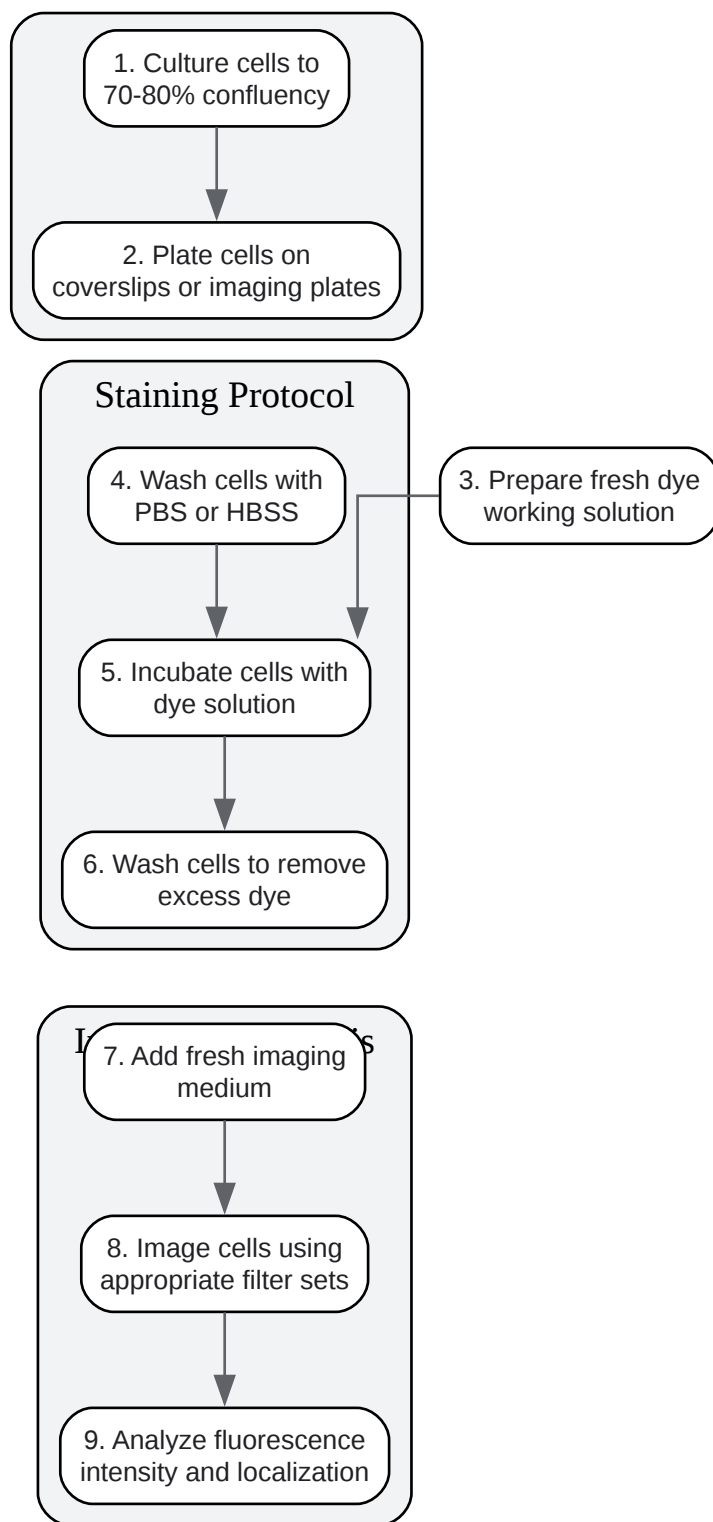 1. Culture cells to
70-80% confluency
2. Plate cells on
coverslips or imaging plates
Staining Protocol
4. Wash cells with
PBS or HBSS
3. Prepare fresh dye
working solution
5. Incubate cells with
dye solution
6. Wash cells to remove
excess dye
7. Add fresh imaging
medium
8. Image cells using
appropriate filter sets
9. Analyze fluorescence
intensity and localization